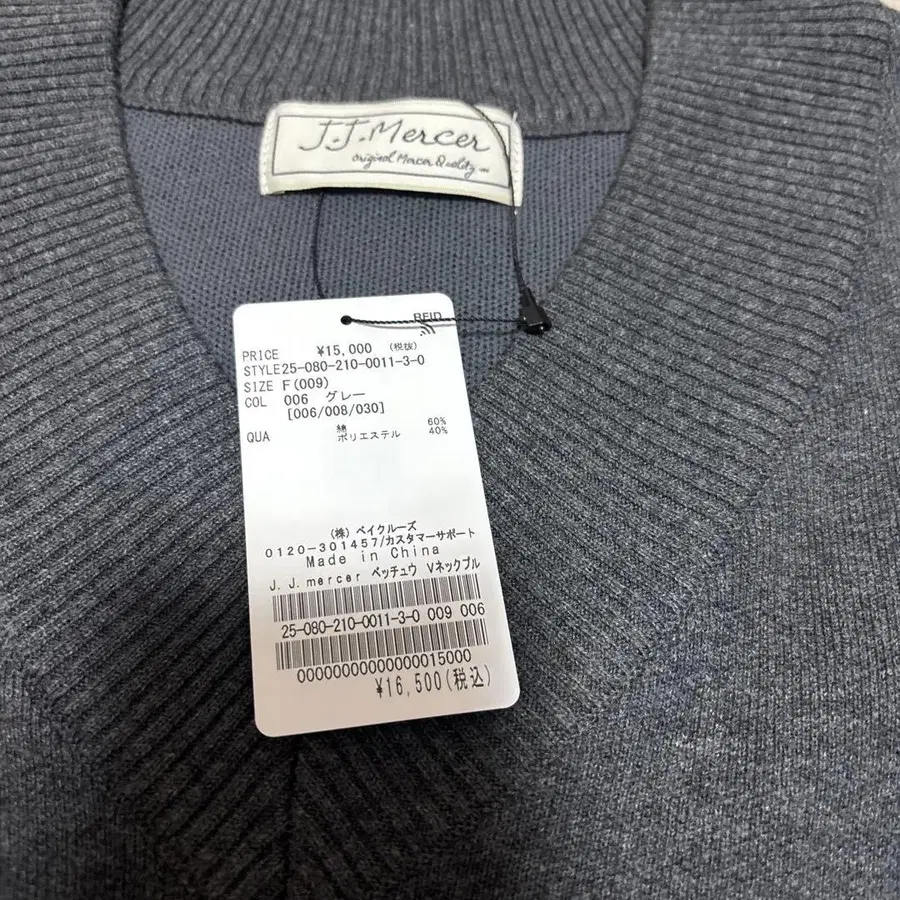 J.J.Mercer
original Mercer Quality
RFID
PRICE ¥15,000 (税抜)
STYLE 25-080-210-0011-3-0
SIZE F(009)
COL 006 グレー
[006/008/030]
QUA 綿 60%
ポリエステル 40%
(株) ベイクルーズ
0120-301457/カスタマーサポート
Made in China
J.J.mercer ペッチュウ Vネックプル
25-080-210-0011-3-0 009 006
00000000000000015000
¥16,500(税込)